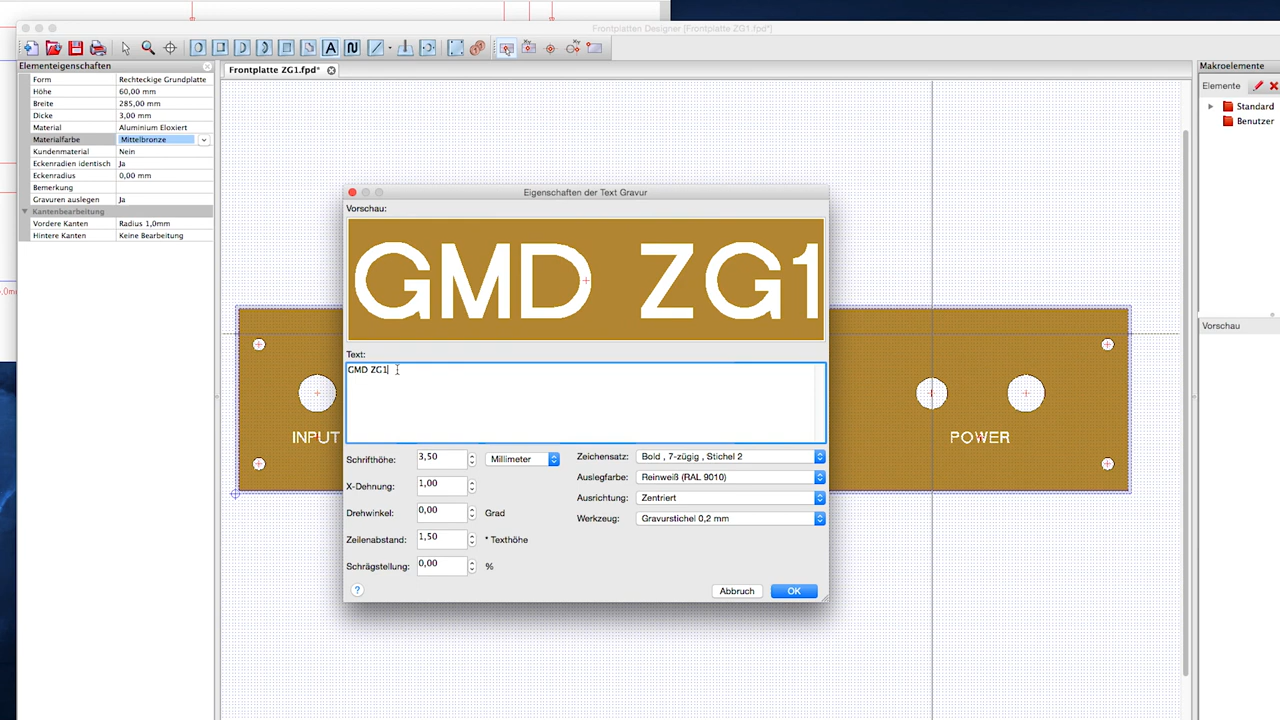 Frontplatten Designer [Frontplatte ZG1.fpd*]
Elementeigenschaften
Form Rechteckige Grundplatte
Höhe 60,00 mm
Breite 285,00 mm
Dicke 3,00 mm
Material Aluminium Eloxiert
Materialfarbe Mittelbronze
Kundenmaterial Nein
Eckenradien identisch Ja
Eckenradius 0,00 mm
Bemerkung
Gravuren auslegen Ja
Kantenbearbeitung
Vordere Kanten Radius 1,0mm
Hintere Kanten Keine Bearbeitung
Frontplatte ZG1.fpd*
Makroelemente
Elemente
Standard
Benutzer
Vorschau
Eigenschaften der Text Gravur
Vorschau:
GMD ZG1
Text:
GMD ZG1
Schrifthöhe: 3,50 Millimeter
X-Dehnung: 1,00
Drehwinkel: 0,00 Grad
Zeilenabstand: 1,50 * Texthöhe
Schrägstellung: 0,00 %
Zeichensatz: Bold , 7-zügig , Stichel 2
Auslegfarbe: Reinweiß (RAL 9010)
Ausrichtung: Zentriert
Werkzeug: Gravurstichel 0,2 mm
? Abbruch OK
INPUT
POWER